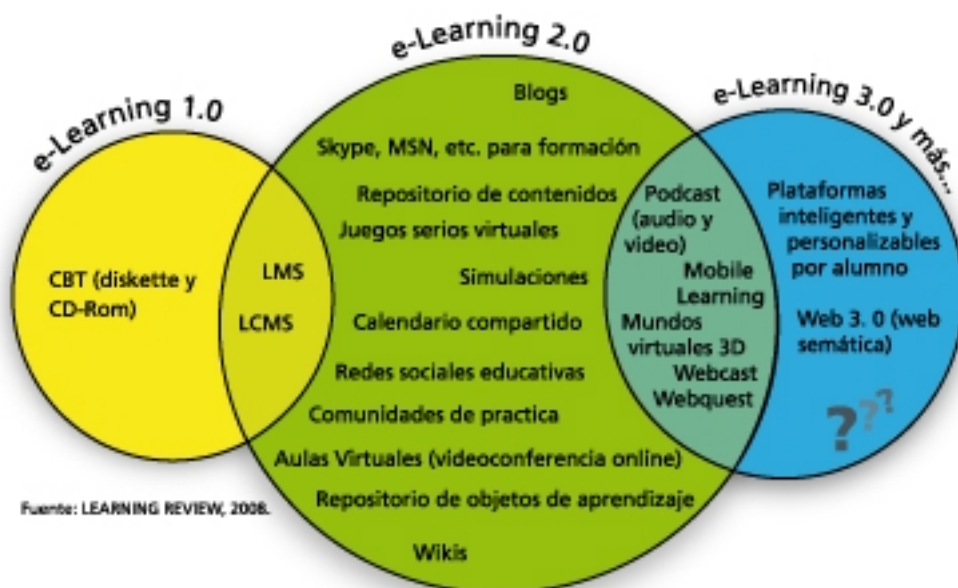 e-Learning 1.0
CBT (diskette y
CD-Rom)
LMS
LCMS
e-Learning 2.0
Blogs
Skype, MSN, etc. para formación
Repositorio de contenidos
Juegos serios virtuales
Simulaciones
Calendario compartido
Redes sociales educativas
Comunidades de practica
Aulas Virtuales (videoconferencia online)
Repositorio de objetos de aprendizaje
Wikis
Podcast
(audio y
video)
Mobile
Learning
Mundos
virtuales 3D
Webcast
Webquest
e-Learning 3.0 y más...
Plataformas
inteligentes y
personalizables
por alumno
Web 3. 0 (web
semática)
???
Fuente: LEARNING REVIEW, 2008.